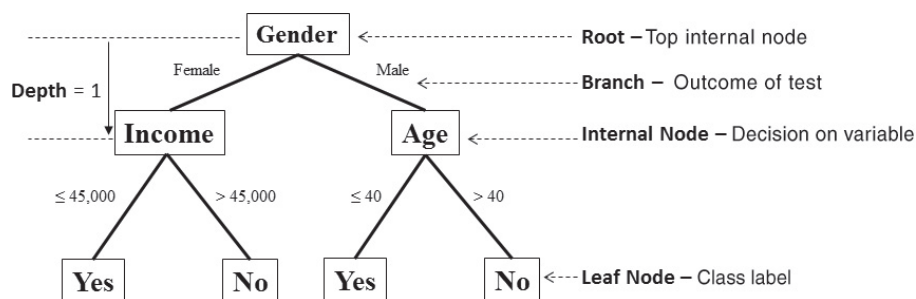 Gender
Root – Top internal node
Female
Male
Branch – Outcome of test
Depth = 1
Income
Age
Internal Node – Decision on variable
≤ 45,000
> 45,000
≤ 40
> 40
Yes
No
Yes
No
Leaf Node – Class label